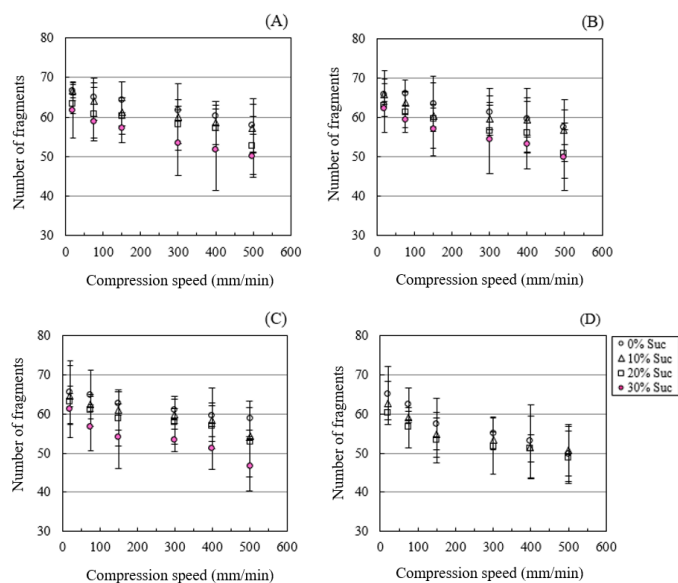 (A)
80
70
60
50
40
30
Number of fragments
0 100 200 300 400 500 600
Compression speed (mm/min)
(B)
80
70
60
50
40
30
Number of fragments
0 100 200 300 400 500 600
Compression speed (mm/min)
(C)
80
70
60
50
40
30
Number of fragments
0 100 200 300 400 500 600
Compression speed (mm/min)
(D)
80
70
60
50
40
30
Number of fragments
0 100 200 300 400 500 600
Compression speed (mm/min)
0% Suc
10% Suc
20% Suc
30% Suc